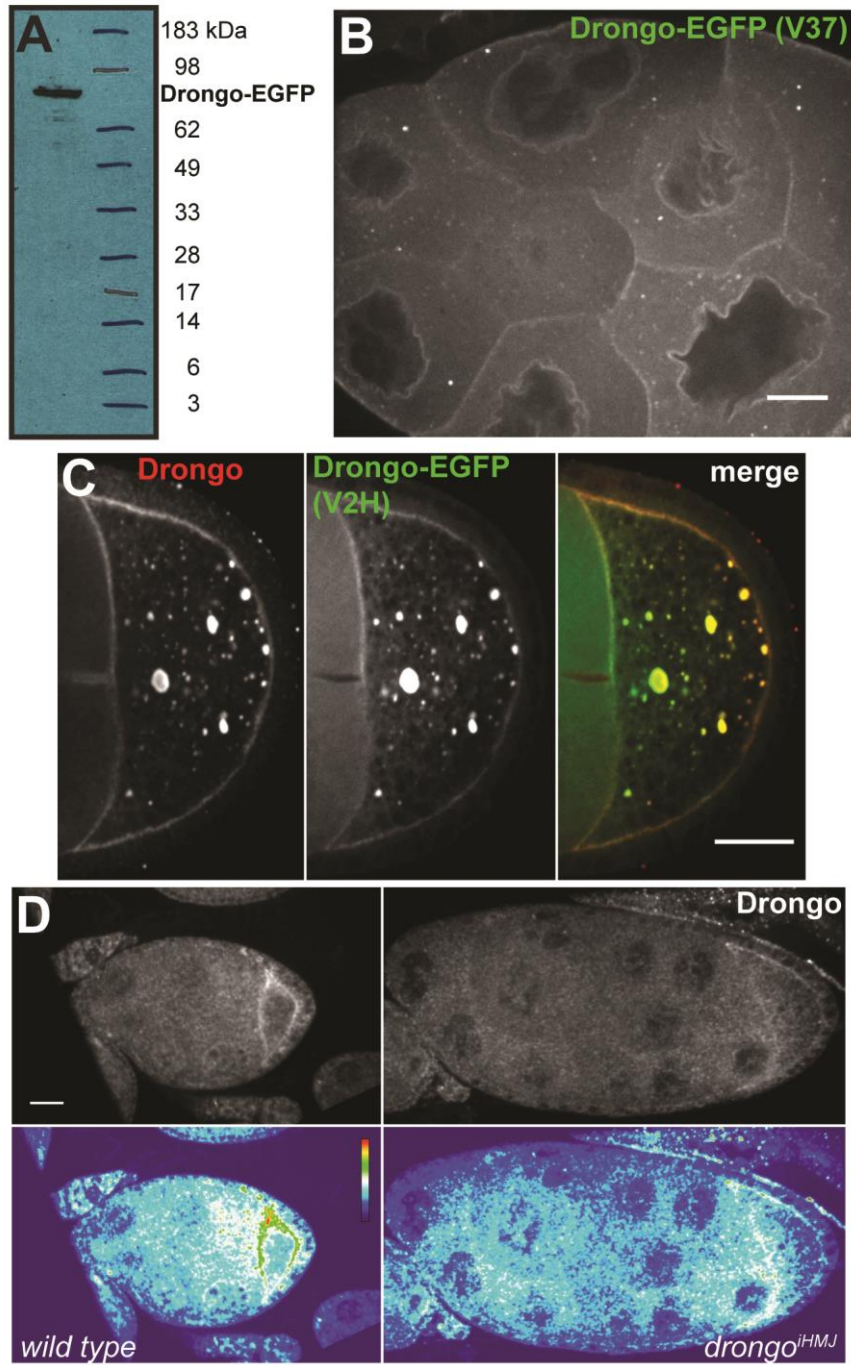 A
183 kDa
98
Drongo-EGFP
62
49
33
28
17
14
6
3
B
Drongo-EGFP (V37)
C
Drongo
Drongo-EGFP
(V2H)
merge
D
Drongo
wild type
drongo^iHMJ